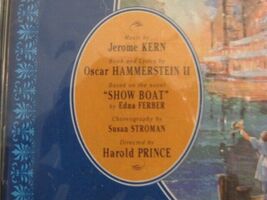 Music by
Jerome KERN
Book and Lyrics by
Oscar HAMMERSTEIN II
Based on the novel
"SHOW BOAT"
by Edna FERBER
Choreography by
Susan STROMAN
Directed by
Harold PRINCE